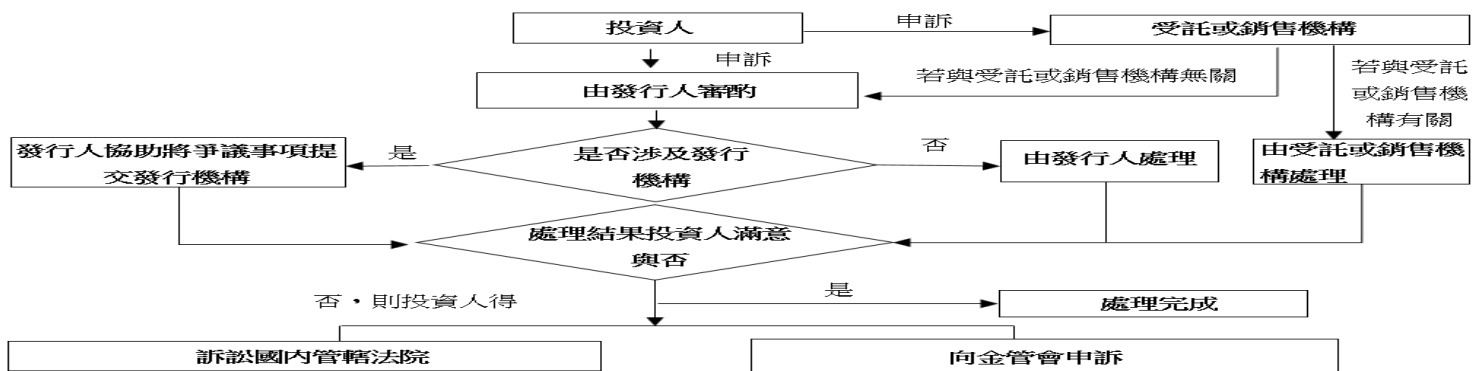 投資人
申訴
受託或銷售機構
申訴
若與受託或銷售機構無關
若與受託
或銷售機
構有關
由發行人審酌
發行人協助將爭議事項提
交發行機構
是
是否涉及發行
機構
否
由發行人處理
由受託或銷售機
構處理
處理結果投資人滿意
與否
否，則投資人得
是
處理完成
訴訟國內管轄法院
向金管會申訴